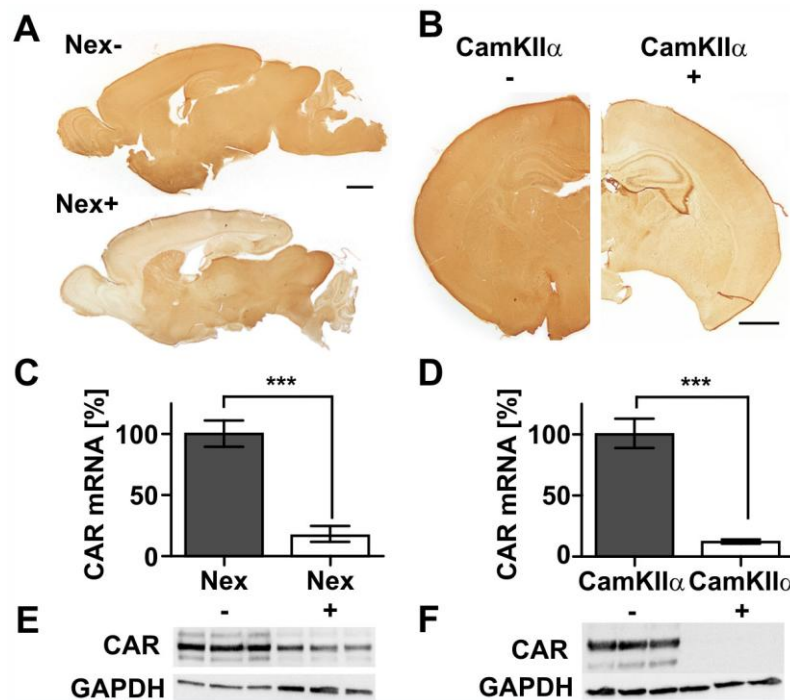 A
Nex-
Nex+
B
CamKIIα CamKIIα
- +
C
CAR mRNA [%]
100
50
0
***
Nex Nex
- +
D
CAR mRNA [%]
100
50
0
***
CamKIIα CamKIIα
- +
E
CAR
GAPDH
F
CAR
GAPDH